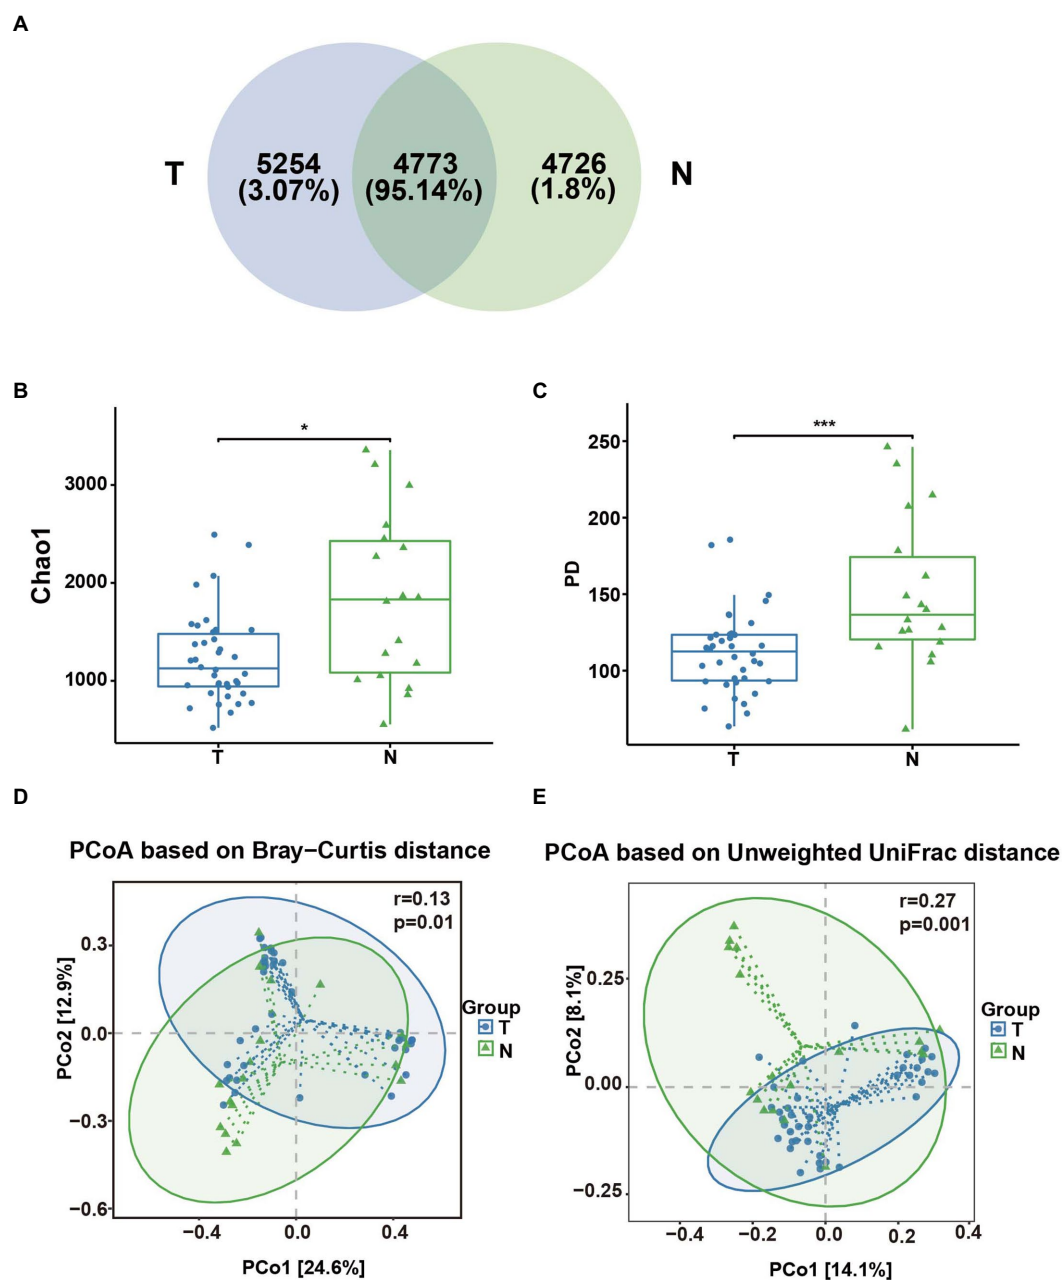 A
T
5254
(3.07%)
4773
(95.14%)
4726
(1.8%)
N
B
Chao1
3000
2000
1000
*
T
N
C
PD
250
200
150
100
***
T
N
D
PCoA based on Bray−Curtis distance
r=0.13
p=0.01
PCo2 [12.9%]
0.3
0.0
−0.3
−0.6
−0.4
0.0
0.4
PCo1 [24.6%]
Group
T
N
E
PCoA based on Unweighted UniFrac distance
r=0.27
p=0.001
PCo2 [8.1%]
0.25
0.00
−0.25
−0.4
−0.2
0.0
0.2
0.4
PCo1 [14.1%]
Group
T
N